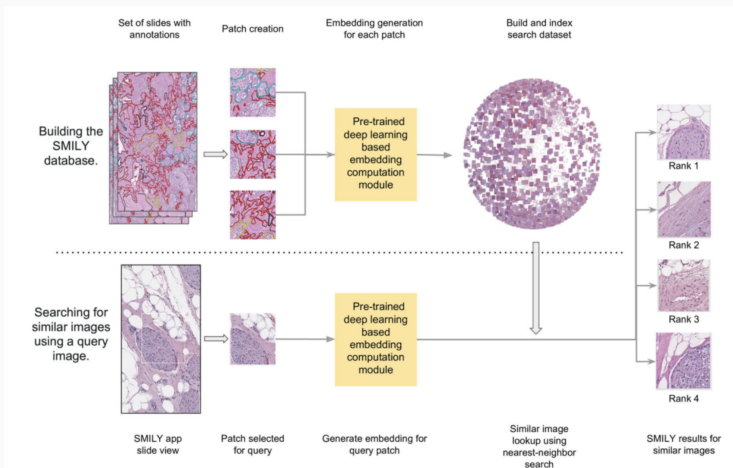 Set of slides with
annotations
Patch creation
Embedding generation
for each patch
Build and index
search dataset
Building the
SMILY
database.
Pre-trained
deep learning
based
embedding
computation
module
Rank 1
Rank 2
Rank 3
Rank 4
Searching for
similar images
using a query
image.
Pre-trained
deep learning
based
embedding
computation
module
SMILY app
slide view
Patch selected
for query
Generate embedding for
query patch
Similar image
lookup using
nearest-neighbor
search
SMILY results for
similar images